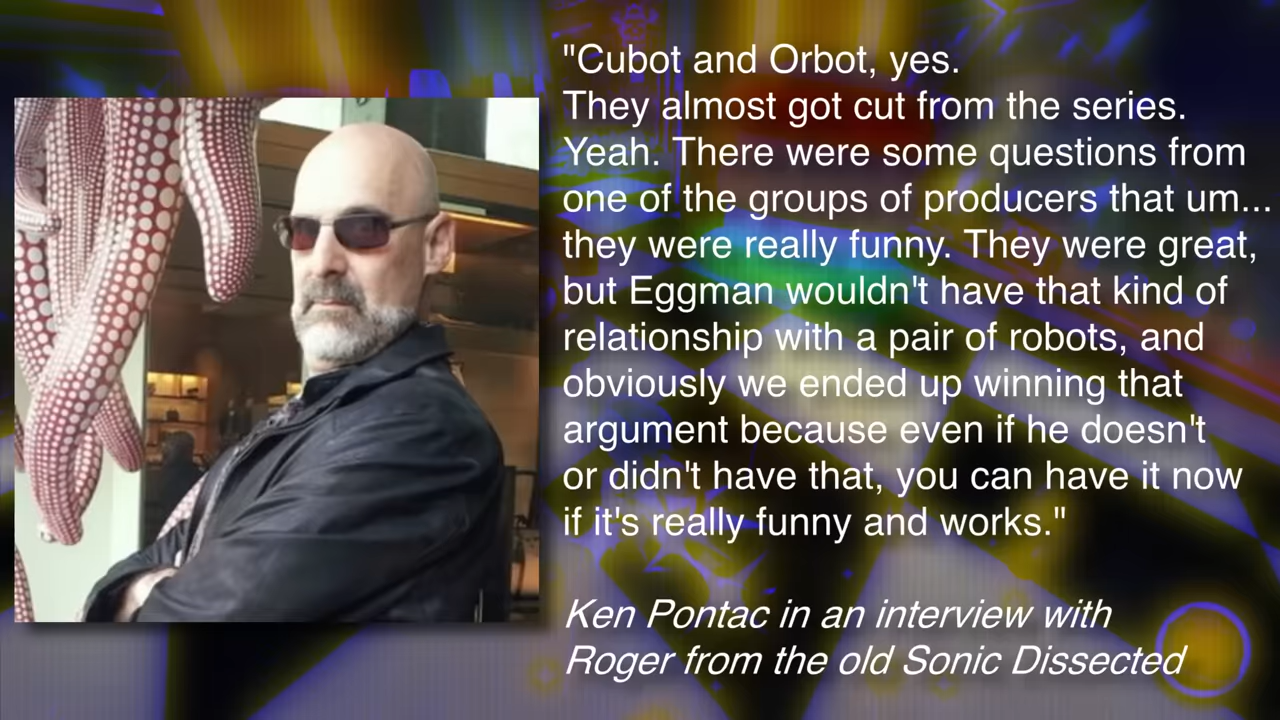 "Cubot and Orbot, yes.
They almost got cut from the series.
Yeah. There were some questions from
one of the groups of producers that um...
they were really funny. They were great,
but Eggman wouldn't have that kind of
relationship with a pair of robots, and
obviously we ended up winning that
argument because even if he doesn't
or didn't have that, you can have it now
if it's really funny and works."
Ken Pontac in an interview with
Roger from the old Sonic Dissected